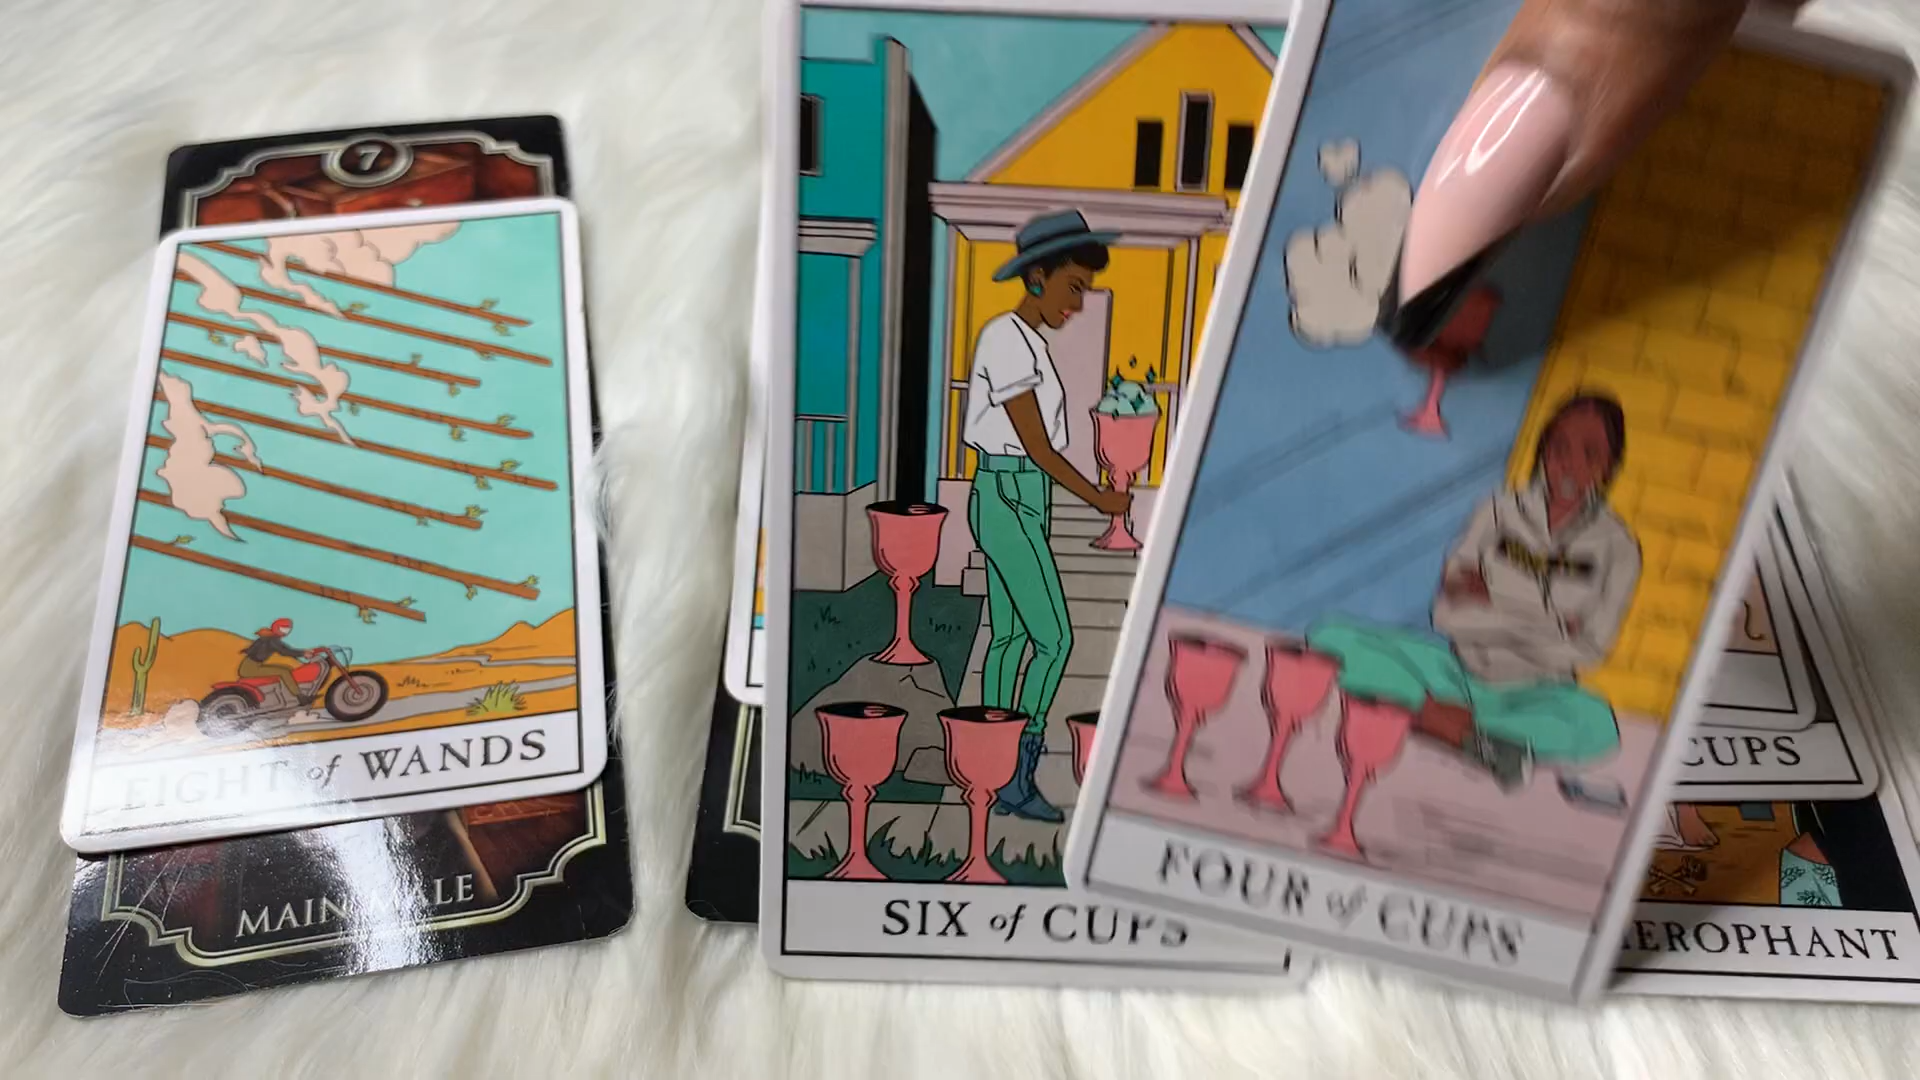 7
EIGHT of WANDS
MAIN MALE
SIX of CUPS
FOUR of CUPS
CUPS
EROPHANT